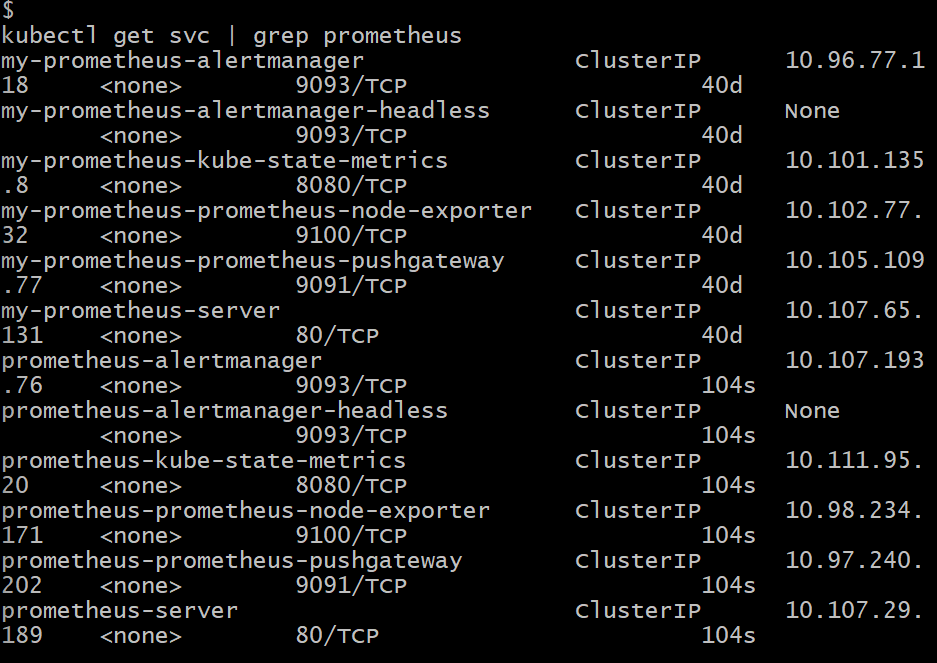 $
kubectl get svc | grep prometheus
my-prometheus-alertmanager ClusterIP 10.96.77.1
18 <none> 9093/TCP 40d
my-prometheus-alertmanager-headless ClusterIP None
<none> 9093/TCP 40d
my-prometheus-kube-state-metrics ClusterIP 10.101.135
.8 <none> 8080/TCP 40d
my-prometheus-prometheus-node-exporter ClusterIP 10.102.77.
32 <none> 9100/TCP 40d
my-prometheus-prometheus-pushgateway ClusterIP 10.105.109
.77 <none> 9091/TCP 40d
my-prometheus-server ClusterIP 10.107.65.
131 <none> 80/TCP 40d
prometheus-alertmanager ClusterIP 10.107.193
.76 <none> 9093/TCP 104s
prometheus-alertmanager-headless ClusterIP None
<none> 9093/TCP 104s
prometheus-kube-state-metrics ClusterIP 10.111.95.
20 <none> 8080/TCP 104s
prometheus-prometheus-node-exporter ClusterIP 10.98.234.
171 <none> 9100/TCP 104s
prometheus-prometheus-pushgateway ClusterIP 10.97.240.
202 <none> 9091/TCP 104s
prometheus-server ClusterIP 10.107.29.
189 <none> 80/TCP 104s